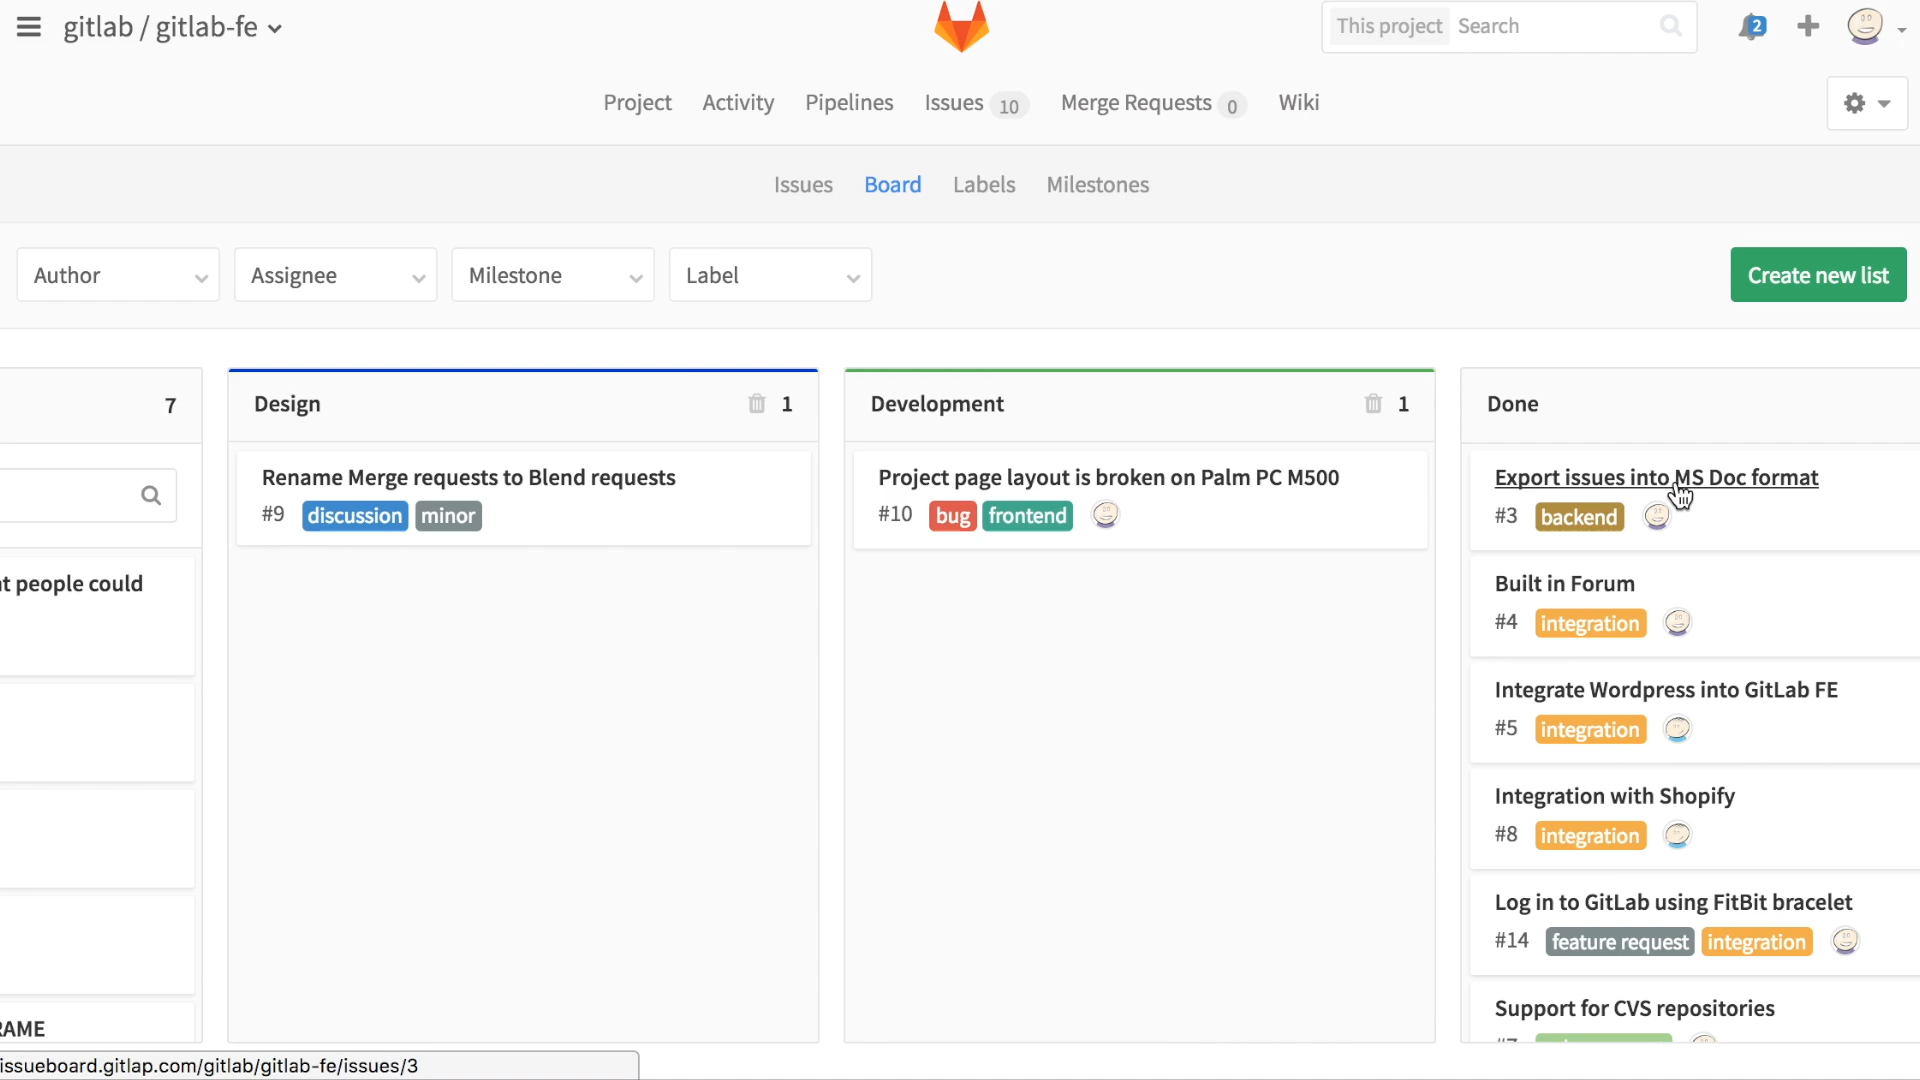 gitlab / gitlab-fe
This project Search
2
Project Activity Pipelines Issues 10 Merge Requests 0 Wiki
Issues Board Labels Milestones
Author Assignee Milestone Label
Create new list
7
t people could
RAME
Design 1
Rename Merge requests to Blend requests
#9 discussion minor
Development 1
Project page layout is broken on Palm PC M500
#10 bug frontend
Done
Export issues into MS Doc format
#3 backend
Built in Forum
#4 integration
Integrate Wordpress into GitLab FE
#5 integration
Integration with Shopify
#8 integration
Log in to GitLab using FitBit bracelet
#14 feature request integration
Support for CVS repositories
issueboard.gitlap.com/gitlab/gitlab-fe/issues/3